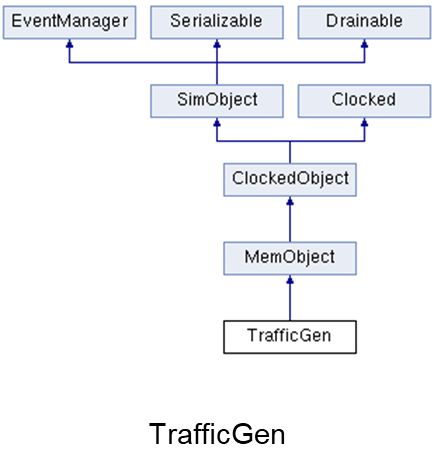 EventManager Serializable Drainable
SimObject Clocked
ClockedObject
MemObject
TrafficGen
TrafficGen